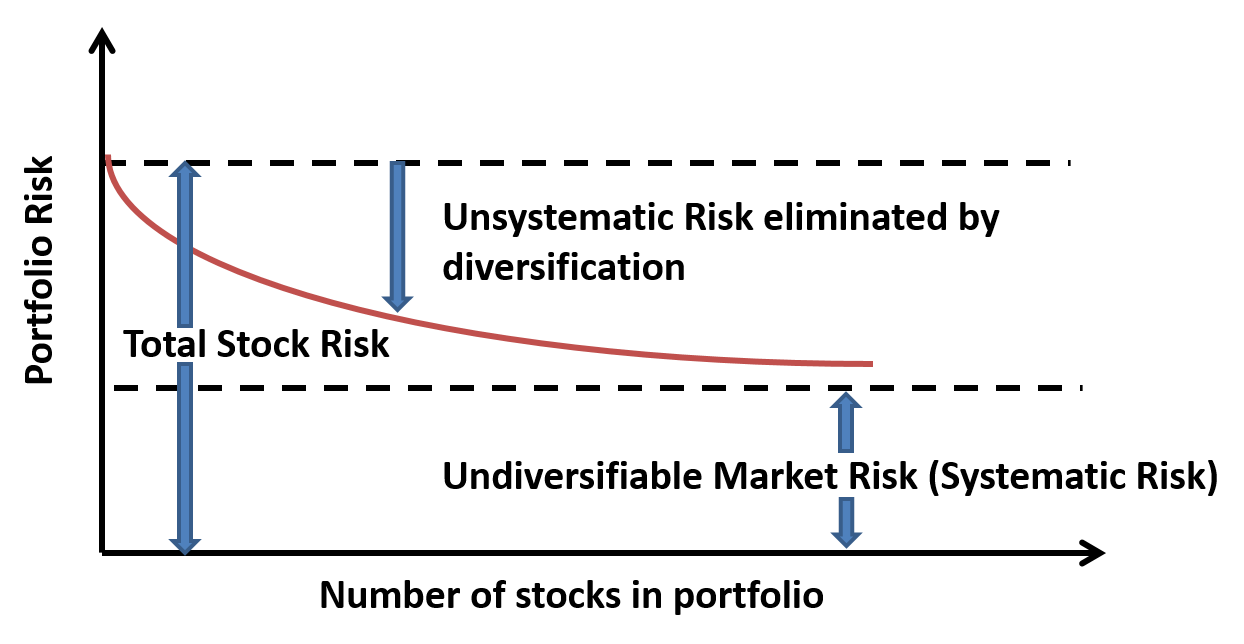 Portfolio Risk
Unsystematic Risk eliminated by
diversification
Total Stock Risk
Undiversifiable Market Risk (Systematic Risk)
Number of stocks in portfolio